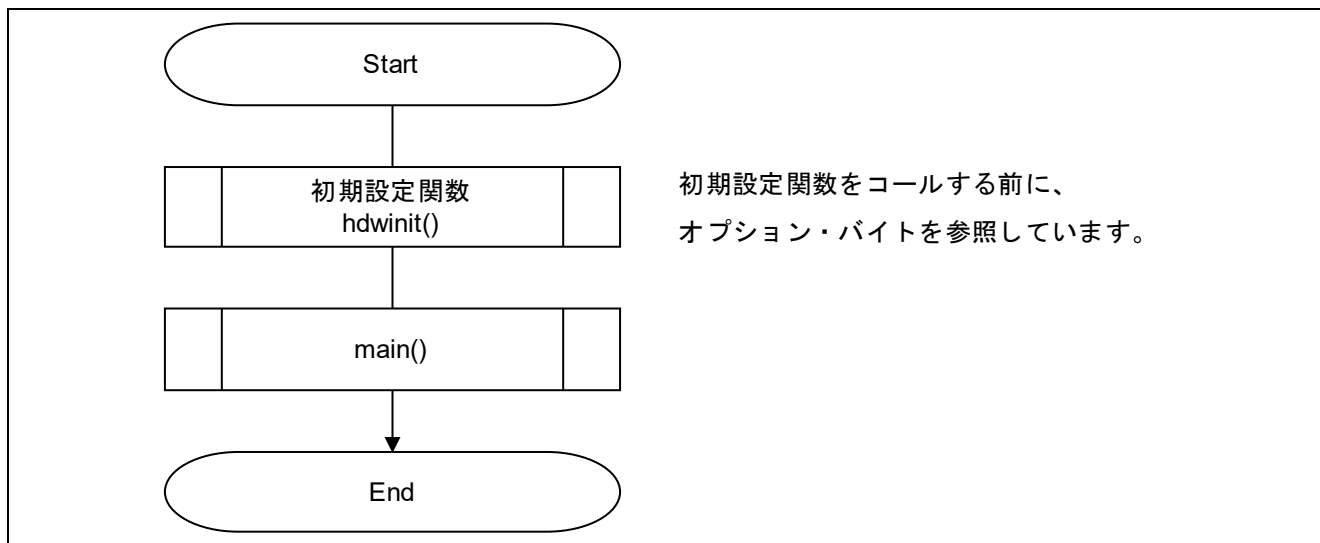 Start
初期設定関数
hdwinit()
初期設定関数をコールする前に、
オプション・バイトを参照しています。
main()
End